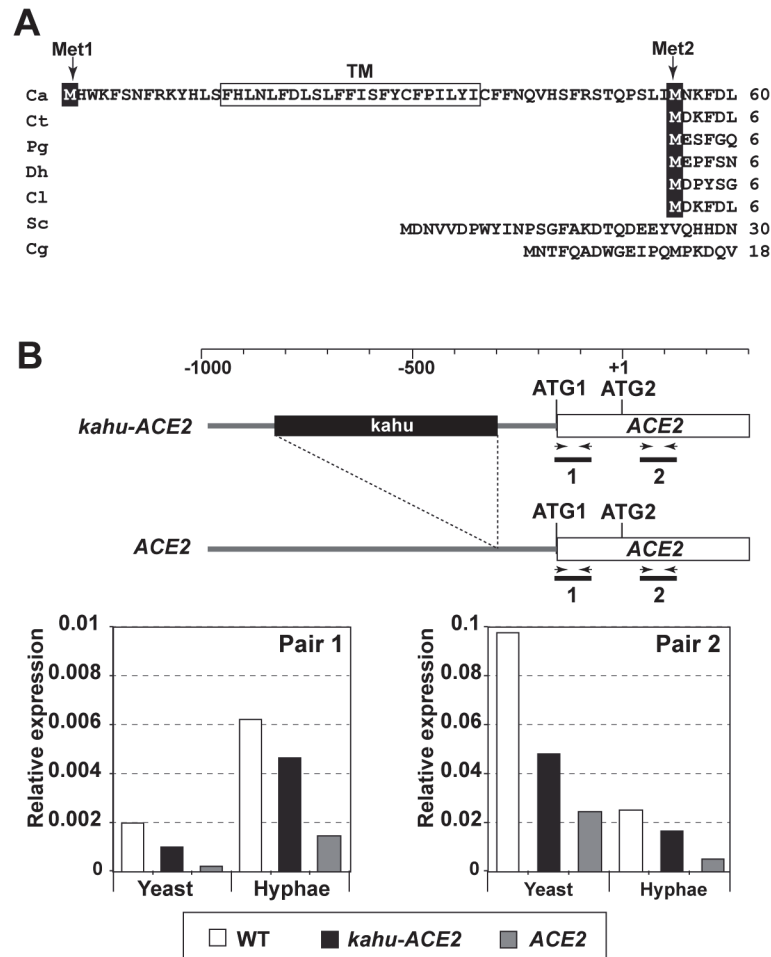 A
Met1 Met2
TM
Ca MHWKFSNFRKYHLSFHLNLFDLSLFFISFYCFPILYICFFNQVHSFRSTQPSLIMNKFDL 60
Ct MDKFDL 6
Pg MESFGQ 6
Dh MEPFSN 6
Cl MDPYSG 6
MDKFDL 6
Sc MDNVVDPWYINPSGFAKDTQDEEYVQHHDN 30
Cg MNTFQADWGEIPQMPKDQV 18
B
-1000 -500 +1
ATG1 ATG2
kahu-ACE2 kahu ACE2
1 2
ATG1 ATG2
ACE2 ACE2
1 2
Pair 1
Relative expression
0.01
0.008
0.006
0.004
0.002
0
Yeast Hyphae
Pair 2
Relative expression
0.1
0.08
0.06
0.04
0.02
0
Yeast Hyphae
WT kahu-ACE2 ACE2